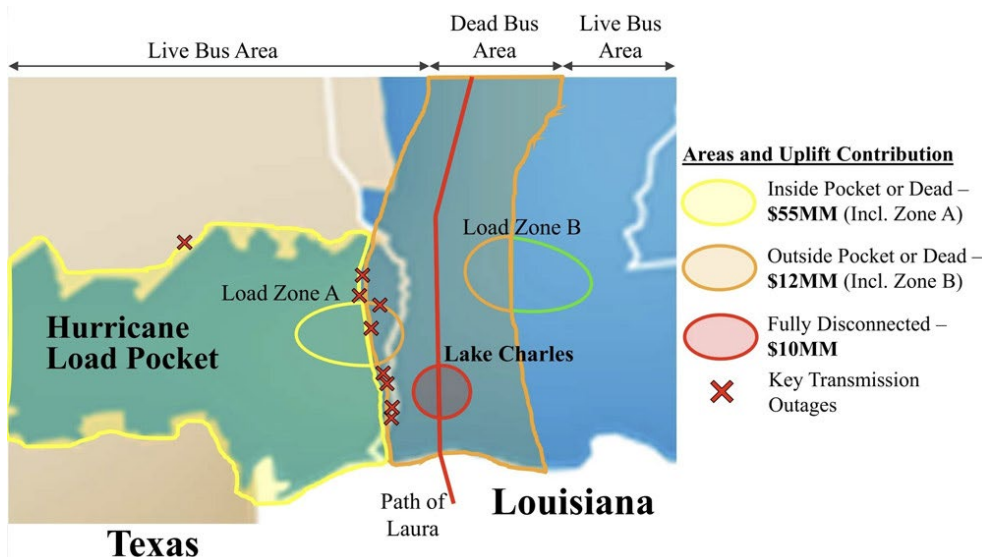 Live Bus Area
Dead Bus
Area
Live Bus
Area
Areas and Uplift Contribution
Inside Pocket or Dead –
$55MM (Incl. Zone A)
Outside Pocket or Dead –
$12MM (Incl. Zone B)
Fully Disconnected –
$10MM
Key Transmission
Outages
Load Zone B
Load Zone A
Hurricane
Load Pocket
Lake Charles
Path of
Laura
Louisiana
Texas